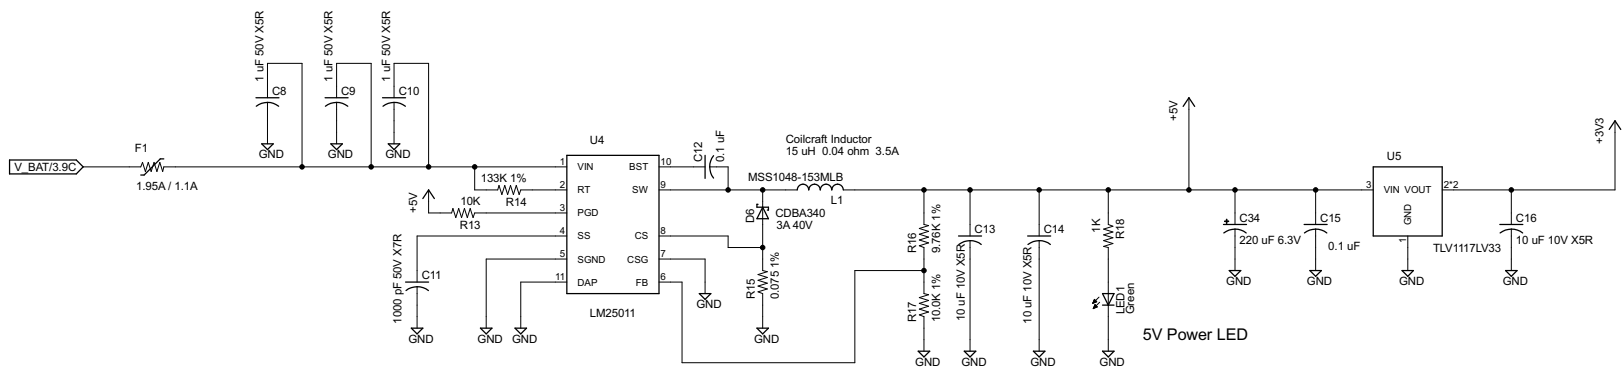 V_BAT/3.9C
F1
1.95A / 1.1A
1 uF 50V X5R
C8
GND
1 uF 50V X5R
C9
GND
1 uF 50V X5R
C10
GND
133K 1%
R14
+5V
10K
R13
1000 pF 50V X7R
C11
GND
GND
GND
U4
1 VIN
2 RT
3 PGD
4 SS
5 SGND
11 DAP
BST 10
SW 9
CS 8
CSG 7
FB 6
LM25011
C12
0.1 uF
GND
Coilcraft Inductor
15 uH 0.04 ohm 3.5A
MSS1048-153MLB
L1
D6
CDBA340
3A 40V
R15
0.075 1%
GND
R16
9.76K 1%
R17
10.0K 1%
GND
C13
10 uF 10V X5R
GND
C14
10 uF 10V X5R
GND
1K
R18
LED1
Green
GND
5V Power LED
+5V
C34
220 uF 6.3V
GND
C15
0.1 uF
GND
U5
3 VIN VOUT 2*2
GND
1
TLV1117LV33
GND
C16
10 uF 10V X5R
GND
+3V3